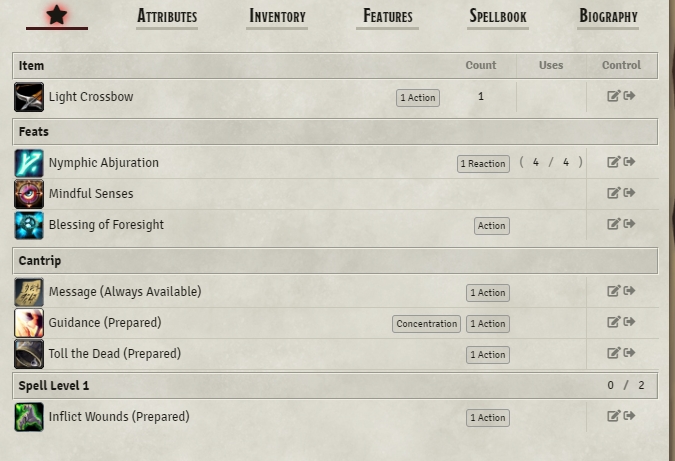 Attributes Inventory Features Spellbook Biography
Item Count Uses Control
Light Crossbow 1 Action 1
Feats
Nymphic Abjuration 1 Reaction ( 4 / 4 )
Mindful Senses
Blessing of Foresight Action
Cantrip
Message (Always Available) 1 Action
Guidance (Prepared) Concentration 1 Action
Toll the Dead (Prepared) 1 Action
Spell Level 1 0 / 2
Inflict Wounds (Prepared) 1 Action